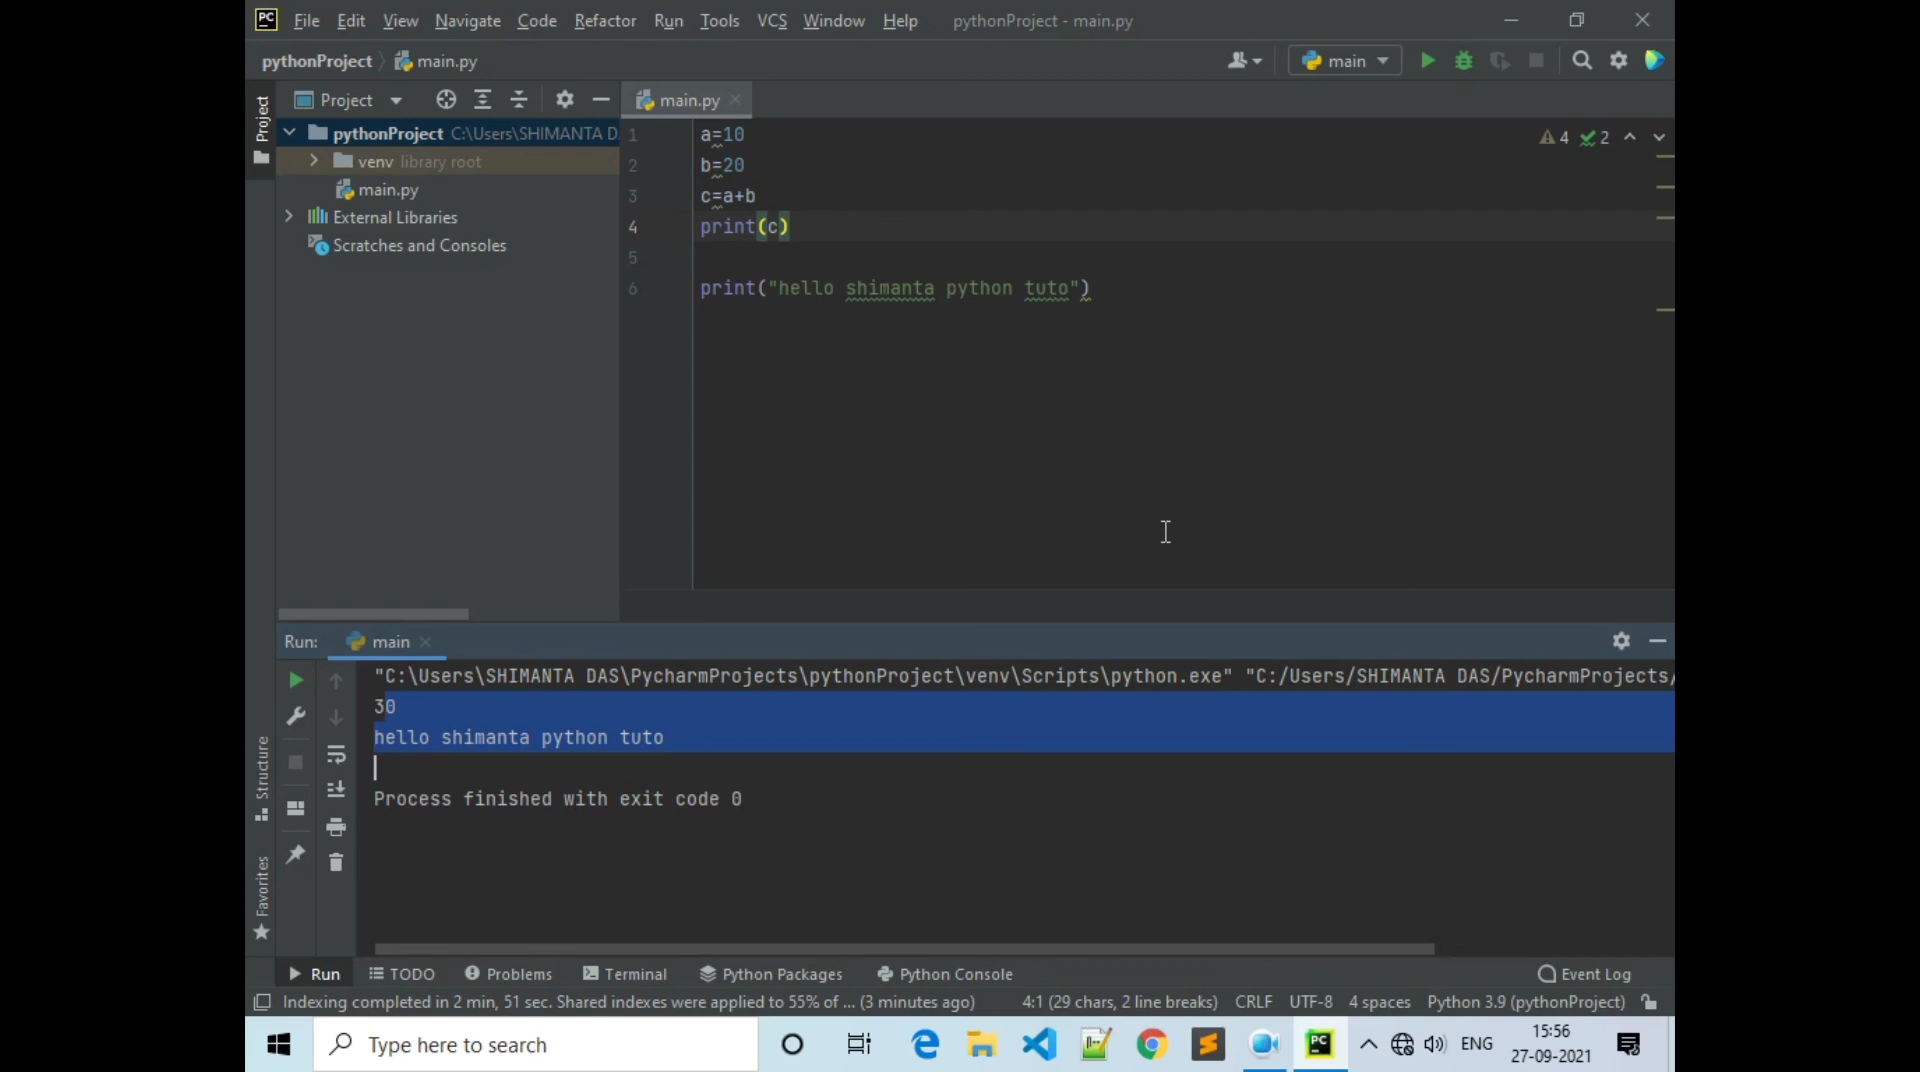 PC File Edit View Navigate Code Refactor Run Tools VCS Window Help pythonProject - main.py
pythonProject main.py main
Project Project main.py
pythonProject C:\Users\SHIMANTA D
venv library root
main.py
External Libraries
Scratches and Consoles
1 a=10 4 2
2 b=20
3 c=a+b
4 print(c)
5
6 print("hello shimanta python tuto")
Run: main
"C:\Users\SHIMANTA DAS\PycharmProjects\pythonProject\venv\Scripts\python.exe" "C:/Users/SHIMANTA DAS/PycharmProjects/
30
hello shimanta python tuto
Process finished with exit code 0
Structure
Favorites
Run TODO Problems Terminal Python Packages Python Console Event Log
Indexing completed in 2 min, 51 sec. Shared indexes were applied to 55% of ... (3 minutes ago) 4:1 (29 chars, 2 line breaks) CRLF UTF-8 4 spaces Python 3.9 (pythonProject)
Type here to search PC ENG 15:56
27-09-2021